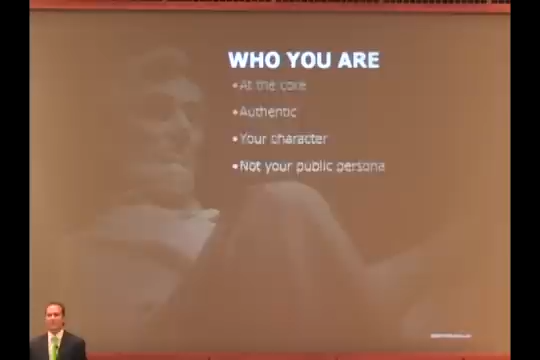 WHO YOU ARE
• At the core
• Authentic
• Your character
• Not your public persona